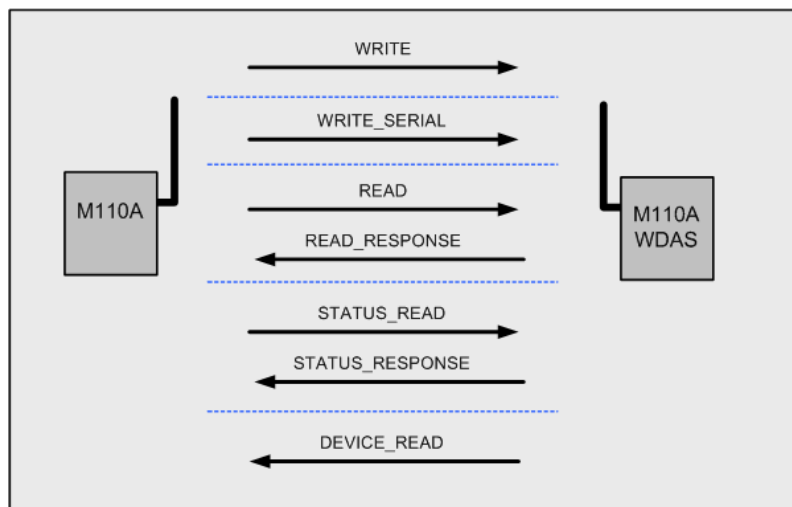 WRITE
WRITE_SERIAL
M110A
READ
M110A
WDAS
READ_RESPONSE
STATUS_READ
STATUS_RESPONSE
DEVICE_READ